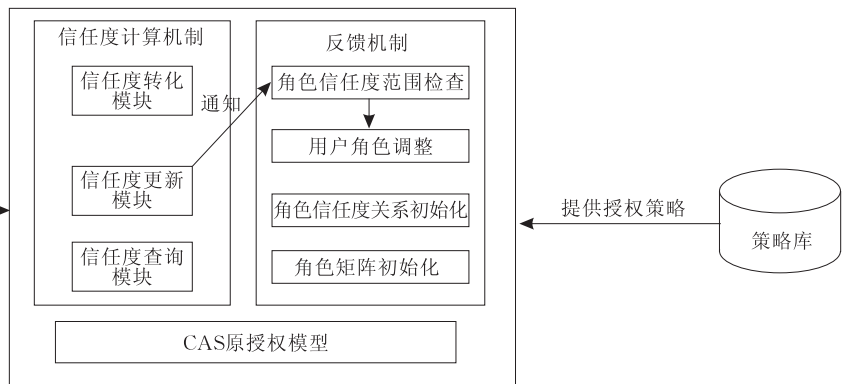 信任度计算机制
信任度转化
模块
信任度更新
模块
信任度查询
模块
通知
反馈机制
角色信任度范围检查
用户角色调整
角色信任度关系初始化
角色矩阵初始化
CAS原授权模型
提供授权策略
策略库